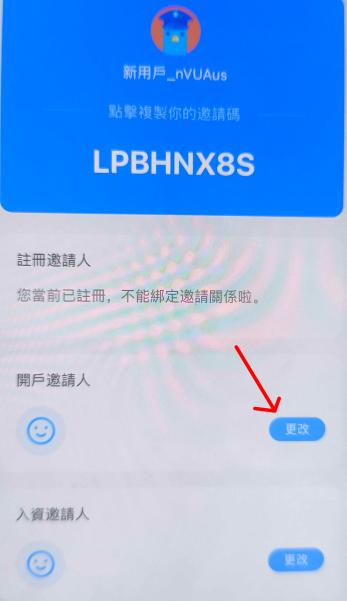 新用戶_nVUAus
點擊複製你的邀請碼
LPBHNX8S
註冊邀請人
您當前已註冊，不能綁定邀請關係啦。
開戶邀請人
更改
入資邀請人
更改